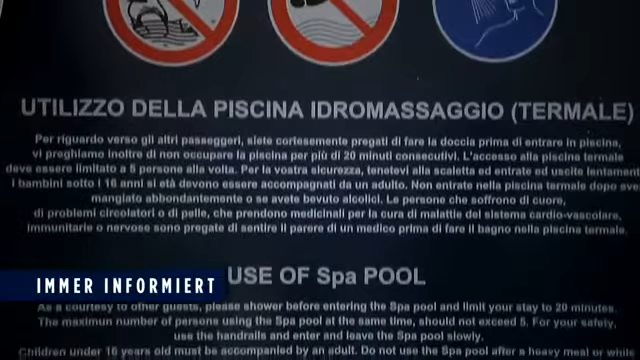 UTILIZZO DELLA PISCINA IDROMASSAGGIO (TERMALE)
Per riguardo verso gli altri passeggeri, siete cortesemente pregati di fare la doccia prima di entrare in piscina,
vi preghiamo inoltre di non occupare la piscina per più di 20 minuti consecutivi. L'accesso alla piscina termale
deve essere limitato a 5 persone alla volta. Per la vostra sicurezza, tenetevi alla scaletta ed entrate ed uscite lentamente
I bambini sotto i 16 anni si età devono essere accompagnati da un adulto. Non entrate nella piscina termale dopo ave
mangiato abbondantemente o se avete bevuto alcolici. Le persone che soffrono di cuore,
di problemi circolatori o di pelle, che prendono medicinali per la cura di malattie del sistema cardio-vascolare,
immunitarie o nervose sono pregate di sentire il parere di un medico prima di fare il bagno nella piscina termale.
IMMER INFORMIERT
USE OF Spa POOL
As a courtesy to other guests, please shower before entering the Spa pool and limit your stay to 20 minutes.
The maximun number of persons using the Spa pool at the same time, should not exceed 5. For your safety,
use the handrails and enter and leave the Spa pool slowly.
Children under 16 years old must be accompanied by an adult. Do not use the Spa pool after a heavy meal or